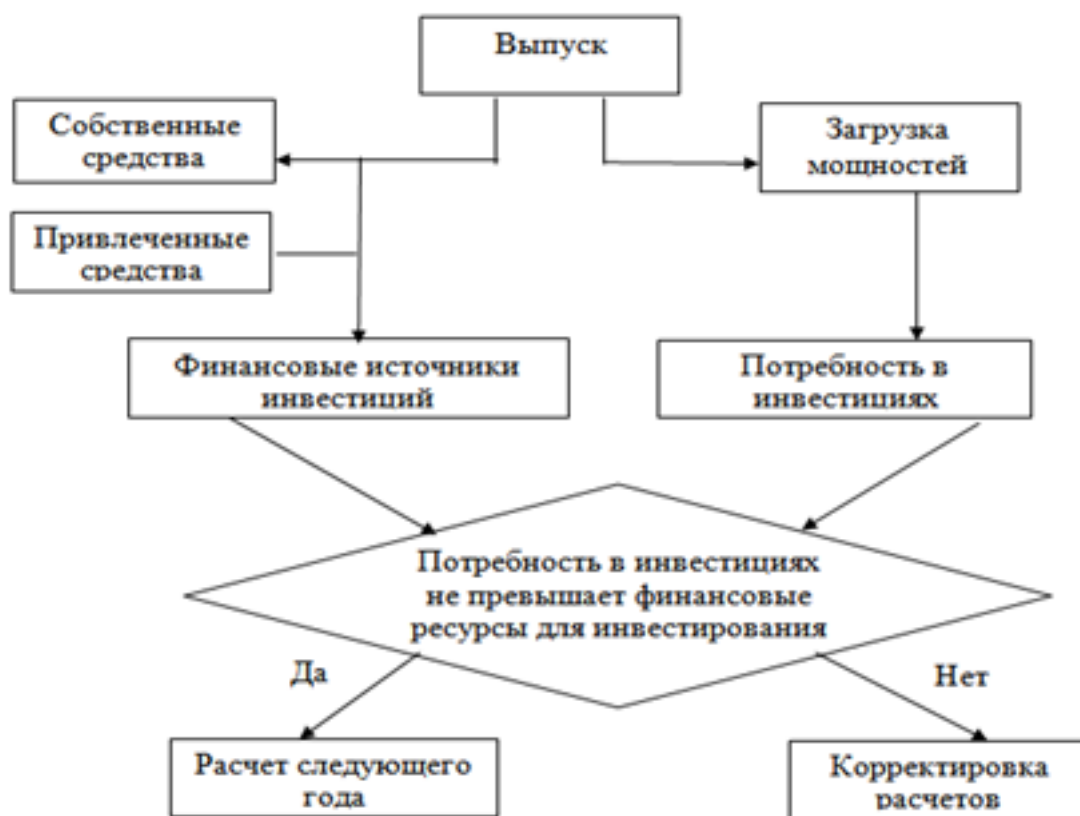 Выпуск
Собственные
средства
Загрузка
мощностей
Привлеченные
средства
Финансовые источники
инвестиций
Потребность в
инвестициях
Потребность в инвестициях
не превышает финансовые
ресурсы для инвестирования
Да
Нет
Расчет следующего
года
Корректировка
расчетов